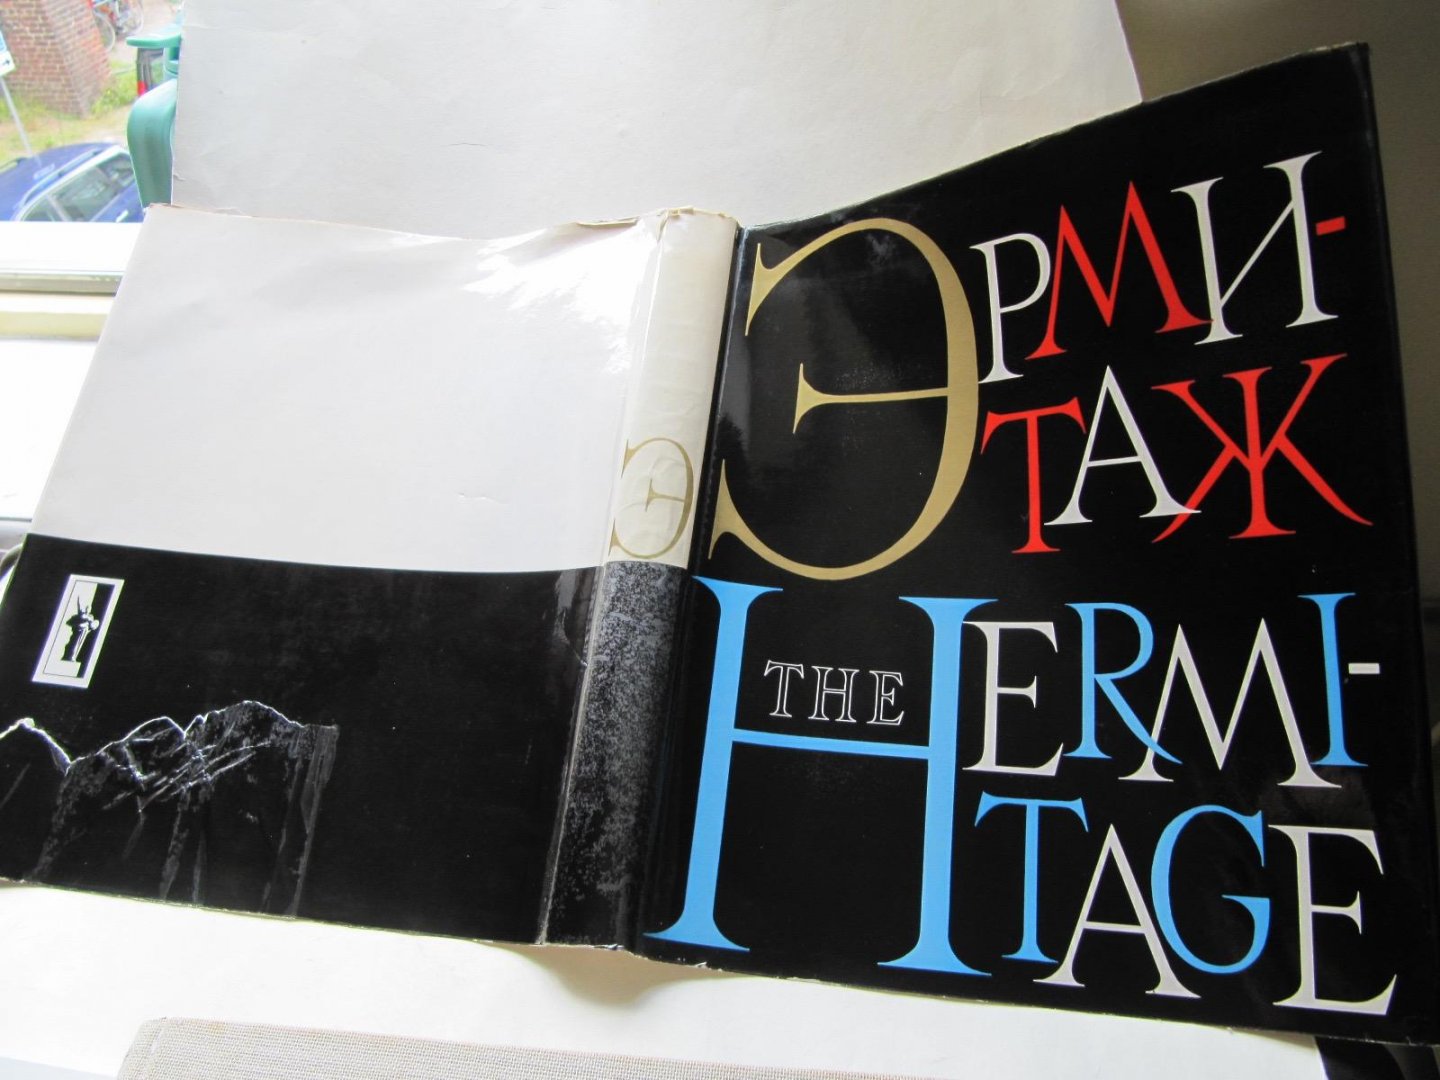 ЭРМИ-
ТАЖ
THE
HERMI-
TAGE
Э